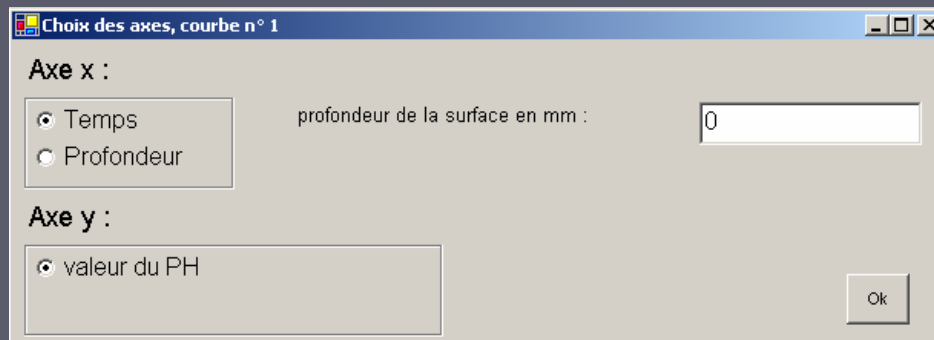 Choix des axes, courbe n° 1
Axe x :
Temps
profondeur de la surface en mm :
0
Profondeur
Axe y :
valeur du PH
Ok